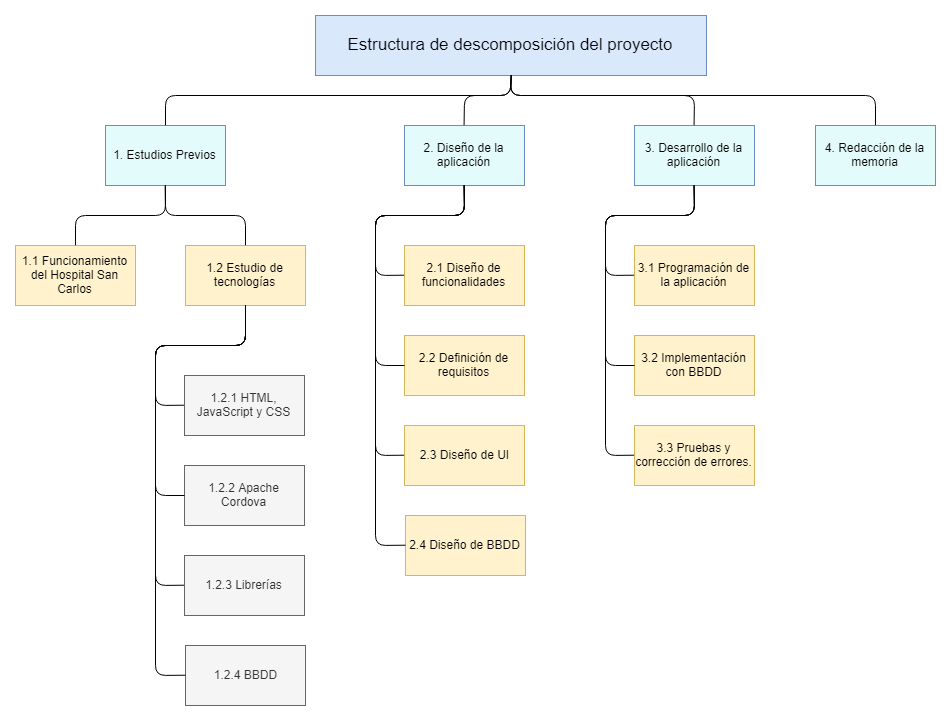 Estructura de descomposición del proyecto
1. Estudios Previos
2. Diseño de la
aplicación
3. Desarrollo de la
aplicación
4. Redacción de la
memoria
1.1 Funcionamiento
del Hospital San
Carlos
1.2 Estudio de
tecnologías
1.2.1 HTML,
JavaScript y CSS
1.2.2 Apache
Cordova
1.2.3 Librerías
1.2.4 BBDD
2.1 Diseño de
funcionalidades
2.2 Definición de
requisitos
2.3 Diseño de UI
2.4 Diseño de BBDD
3.1 Programación de
la aplicación
3.2 Implementación
con BBDD
3.3 Pruebas y
corrección de errores.